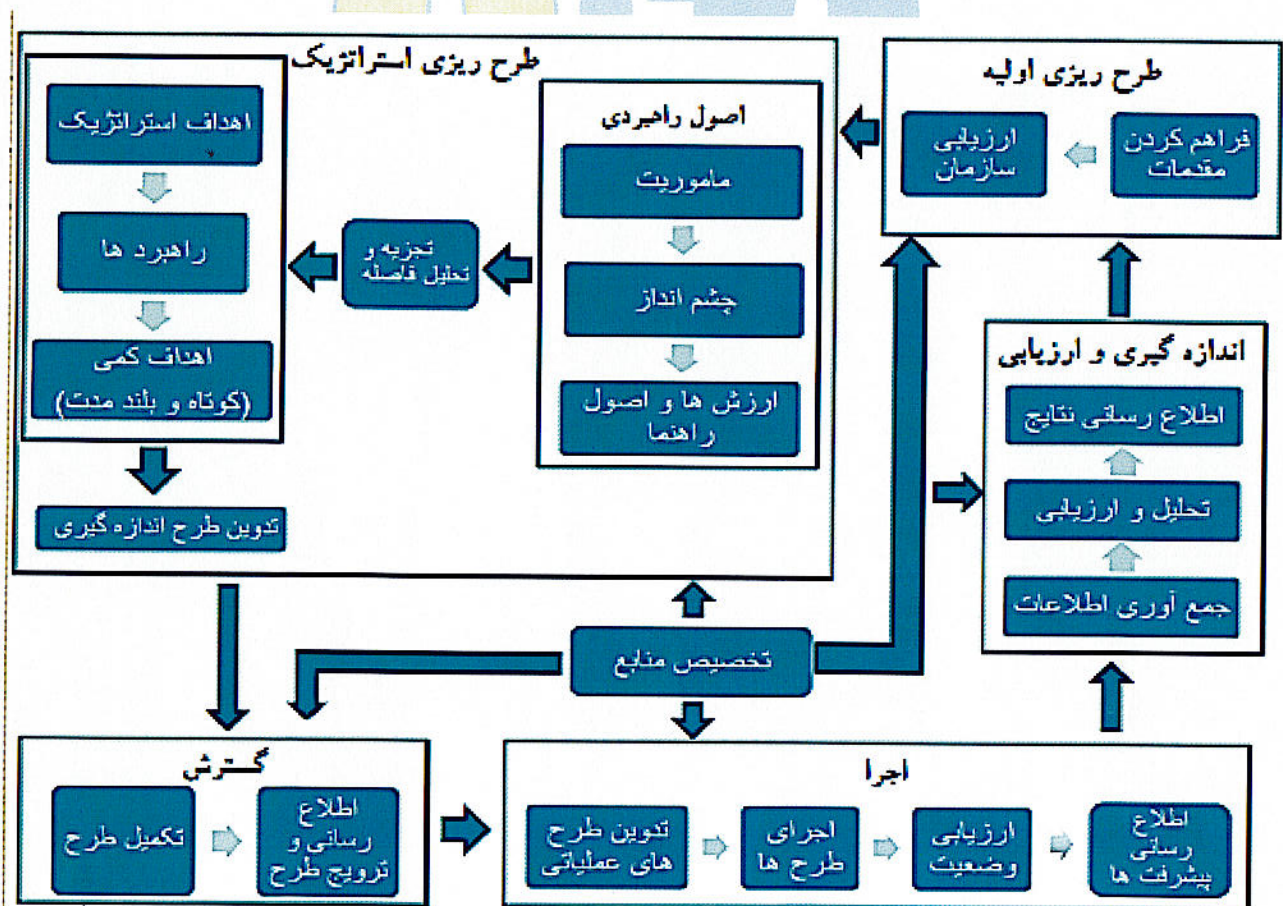 طرح ریزی اولیه
فراهم کردن
مقدمات
ارزیابی
سازمان
طرح ریزی استراتژیک
اصول راهبردی
ماموریت
چشم انداز
ارزش ها و اصول
راهنما
تجزیه و
تحلیل فاصله
اهداف استراتژیک
راهبرد ها
اهداف کمی
(کوتاه و بلند مدت)
تدوین طرح اندازه گیری
تخصیص منابع
گسترش
تکمیل طرح
اطلاع
رسانی و
ترویج طرح
اجرا
تدوین طرح
های عملیاتی
اجرای
طرح ها
ارزیابی
وضعیت
اطلاع
رسانی
پیشرفت ها
اندازه گیری و ارزیابی
اطلاع رسانی نتایج
تحلیل و ارزیابی
جمع آوری اطلاعات